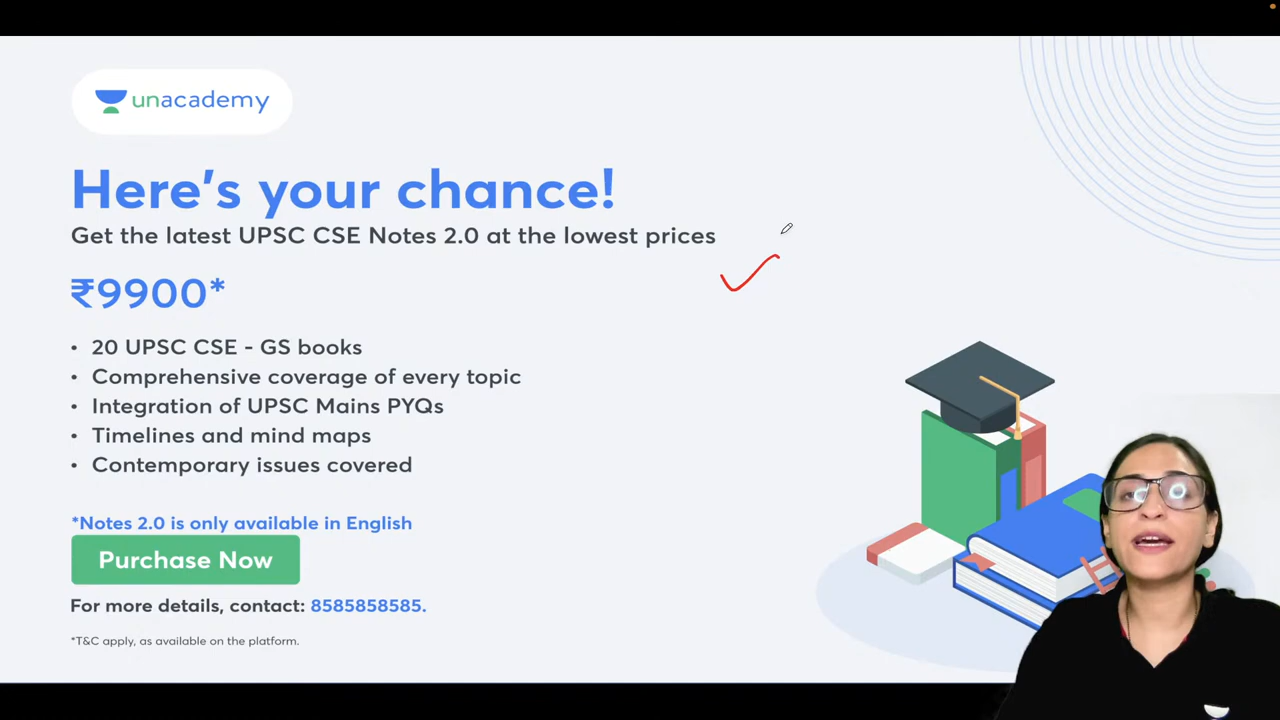 unacademy
Here's your chance!
Get the latest UPSC CSE Notes 2.0 at the lowest prices
₹9900*
• 20 UPSC CSE - GS books
• Comprehensive coverage of every topic
• Integration of UPSC Mains PYQs
• Timelines and mind maps
• Contemporary issues covered
*Notes 2.0 is only available in English
Purchase Now
For more details, contact: 8585858585.
*T&C apply, as available on the platform.